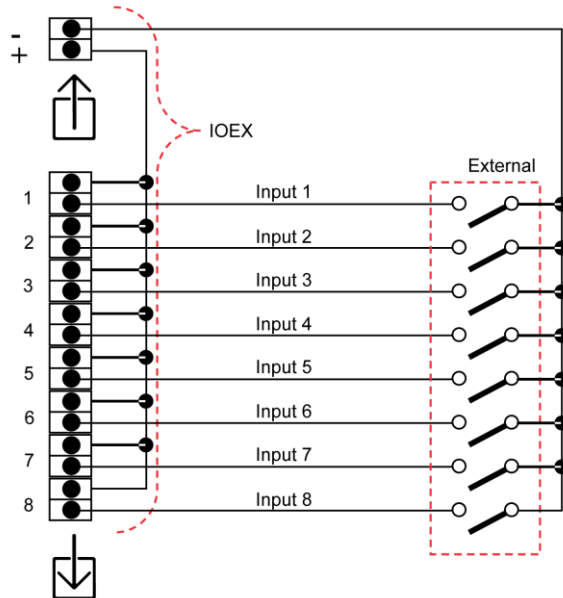 -
+
IOEX
External
1
Input 1
2
Input 2
3
Input 3
4
Input 4
5
Input 5
6
Input 6
7
Input 7
8
Input 8